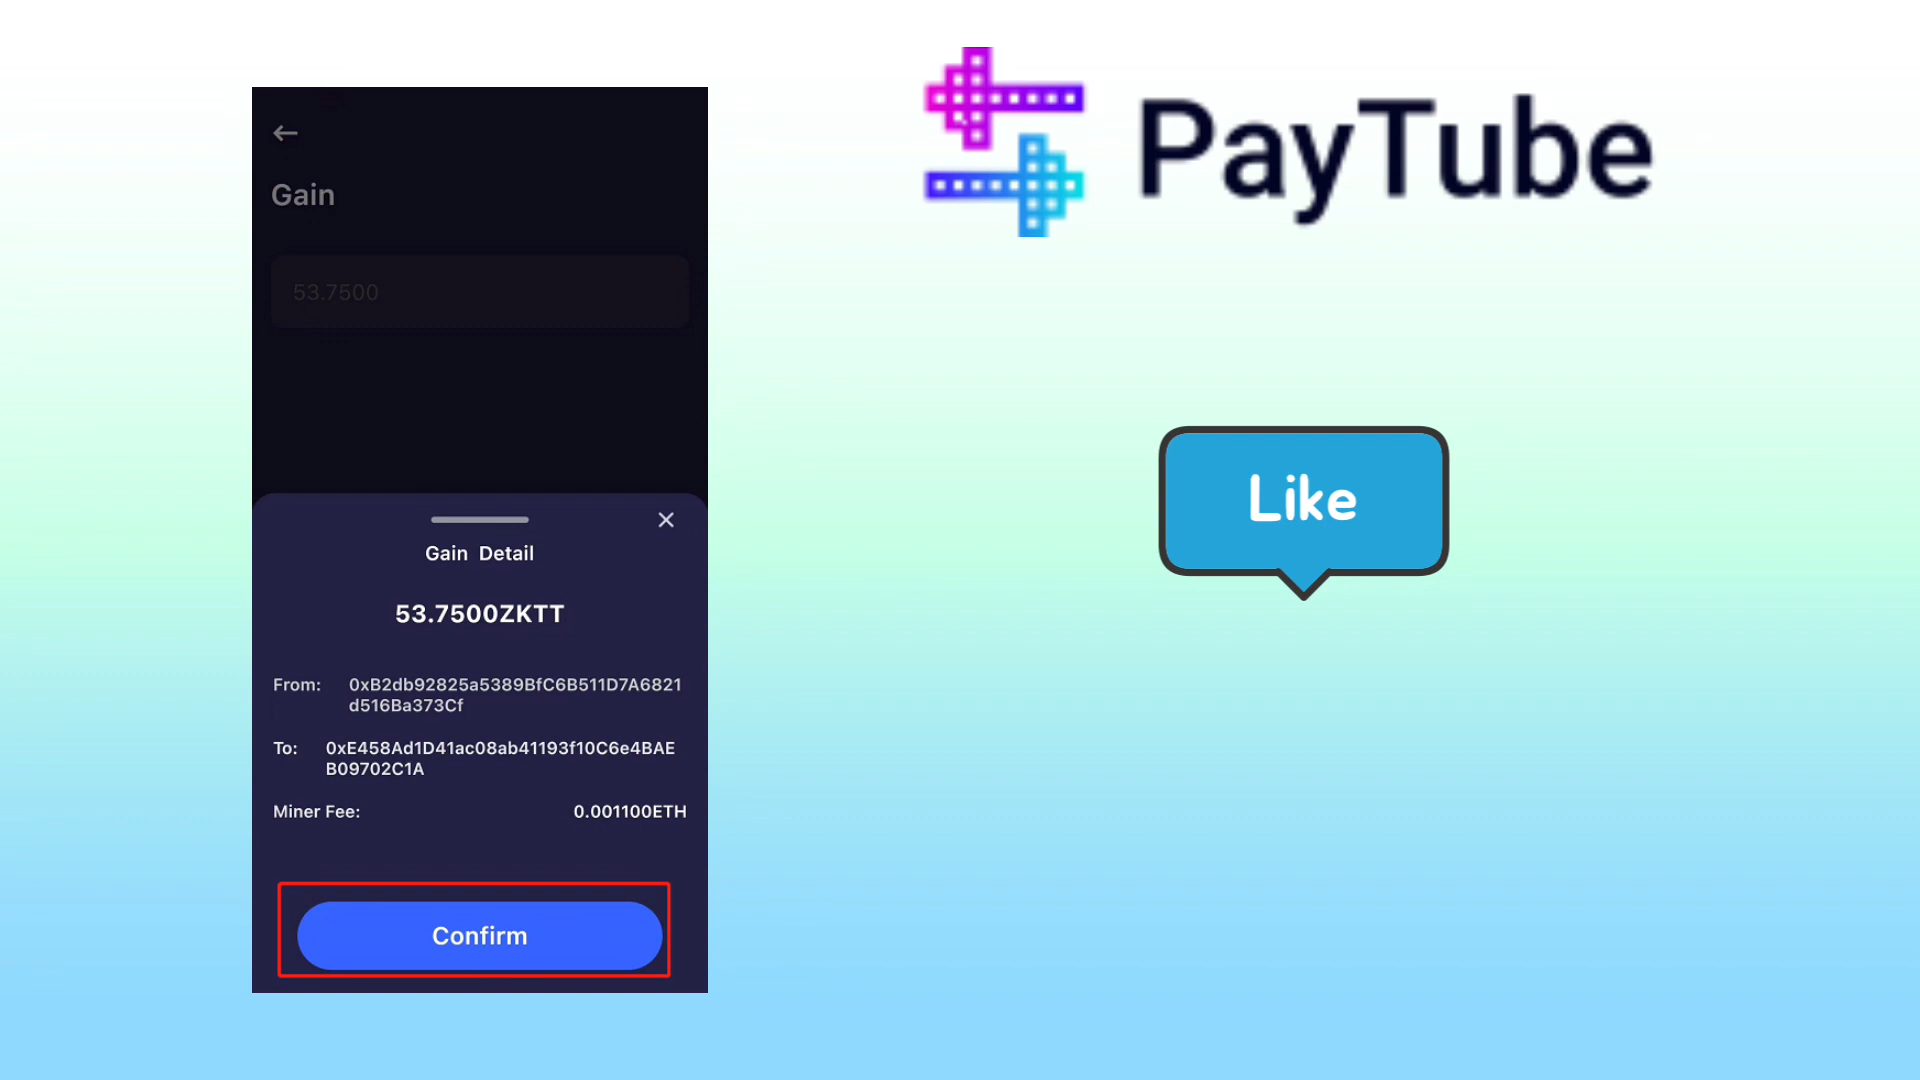 PayTube
Gain
53.7500
Like
Gain Detail
53.7500ZKTT
From: 0xB2db92825a5389BfC6B511D7A6821
d516Ba373Cf
To: 0xE458Ad1D41ac08ab41193f10C6e4BAE
B09702C1A
Miner Fee: 0.001100ETH
Confirm